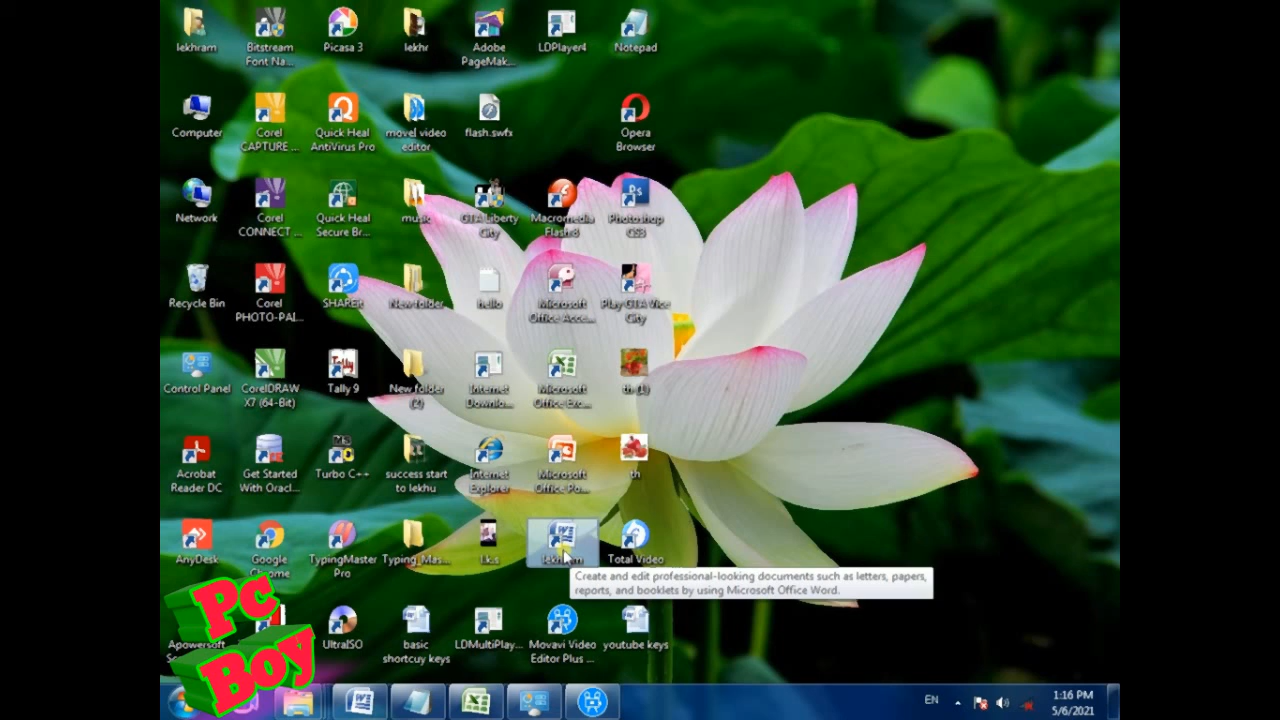 lekhram
Bitstream
Font Na...
Picasa 3
lekhr
Adobe
PageMak...
LDPlayer4
Notepad
Computer
Corel
CAPTURE ...
Quick Heal
AntiVirus Pro
movel video
editor
flash.swfx
Opera
Browser
Network
Corel
CONNECT ...
Quick Heal
Secure Br...
music
GTA Liberty
City
Macromedia
Flash 8
Photoshop
CS3
Recycle Bin
Corel
PHOTO-PAI...
SHAREit
New folder
hello
Microsoft
Office Acce...
Play GTA Vice
City
Control Panel
CorelDRAW
X7 (64-Bit)
Tally 9
New folder
(2)
Internet
Downlo...
Microsoft
Office Exc...
th (1)
Acrobat
Reader DC
Get Started
With Oracl...
Turbo C++
success start
to lekhu
Internet
Explorer
Microsoft
Office Po...
th
AnyDesk
Google
Chrome
TypingMaster
Pro
Typing_Mas...
lekhram
Total Video
Create and edit professional-looking documents such as letters, papers,
reports, and booklets by using Microsoft Office Word.
Apowersoft
UltraISO
basic
shortcuy keys
LDMultiPlay...
Movavi Video
Editor Plus ...
youtube keys
Pc
Boy
EN
1:16 PM
5/6/2021